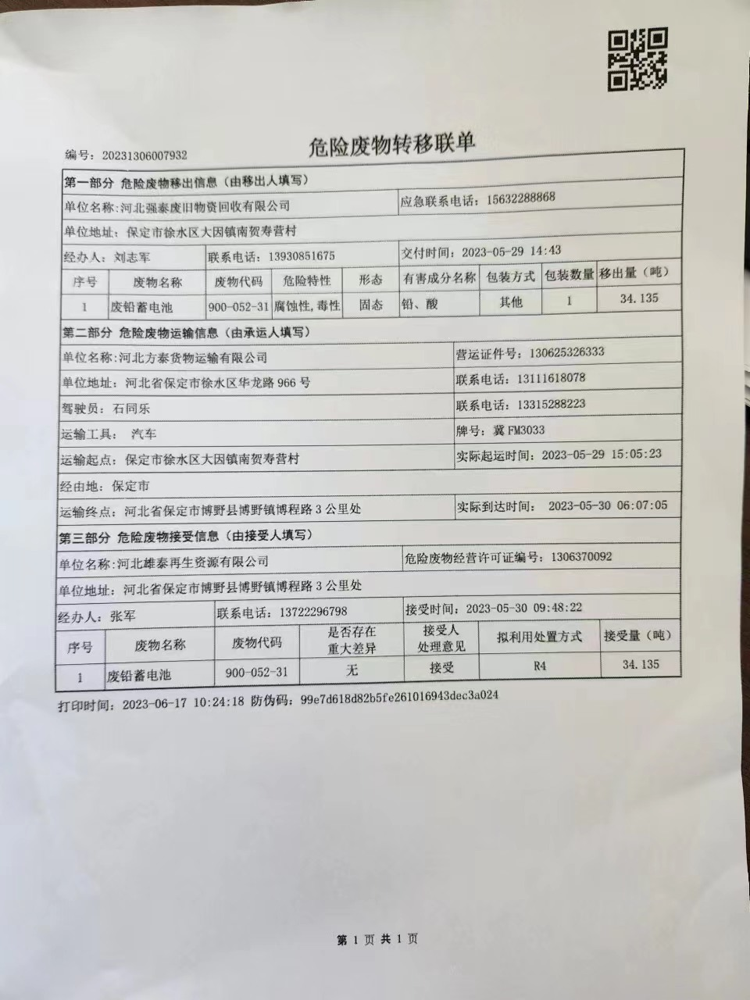 危险废物转移联单
编号：20231306007932
第一部分 危险废物移出信息（由移出人填写）
单位名称:河北强泰废旧物资回收有限公司 应急联系电话：15632288868
单位地址：保定市徐水区大因镇南贺寿营村
经办人：刘志军 联系电话：13930851675 交付时间：2023-05-29 14:43
序号 废物名称 废物代码 危险特性 形态 有害成分名称 包装方式 包装数量 移出量（吨）
1 废铅蓄电池 900-052-31 腐蚀性,毒性 固态 铅、酸 其他 1 34.135
第二部分 危险废物运输信息（由承运人填写）
单位名称:河北方泰货物运输有限公司 营运证件号：130625326333
单位地址：河北省保定市徐水区华龙路966号 联系电话：13111618078
驾驶员：石同乐 联系电话：13315288223
运输工具： 汽车 牌号：冀FM3033
运输起点：保定市徐水区大因镇南贺寿营村 实际起运时间：2023-05-29 15:05:23
经由地：保定市
运输终点：河北省保定市博野县博野镇博程路3公里处 实际到达时间： 2023-05-30 06:07:05
第三部分 危险废物接受信息（由接受人填写）
单位名称:河北雄泰再生资源有限公司 危险废物经营许可证编号：1306370092
单位地址：河北省保定市博野县博野镇博程路3公里处
经办人：张军 联系电话：13722296798 接受时间：2023-05-30 09:48:22
序号 废物名称 废物代码 是否存在重大差异 接受人处理意见 拟利用处置方式 接受量（吨）
1 废铅蓄电池 900-052-31 无 接受 R4 34.135
打印时间：2023-06-17 10:24:18 防伪码：99e7d618d82b5fe261016943dec3a024
第 1 页 共 1 页